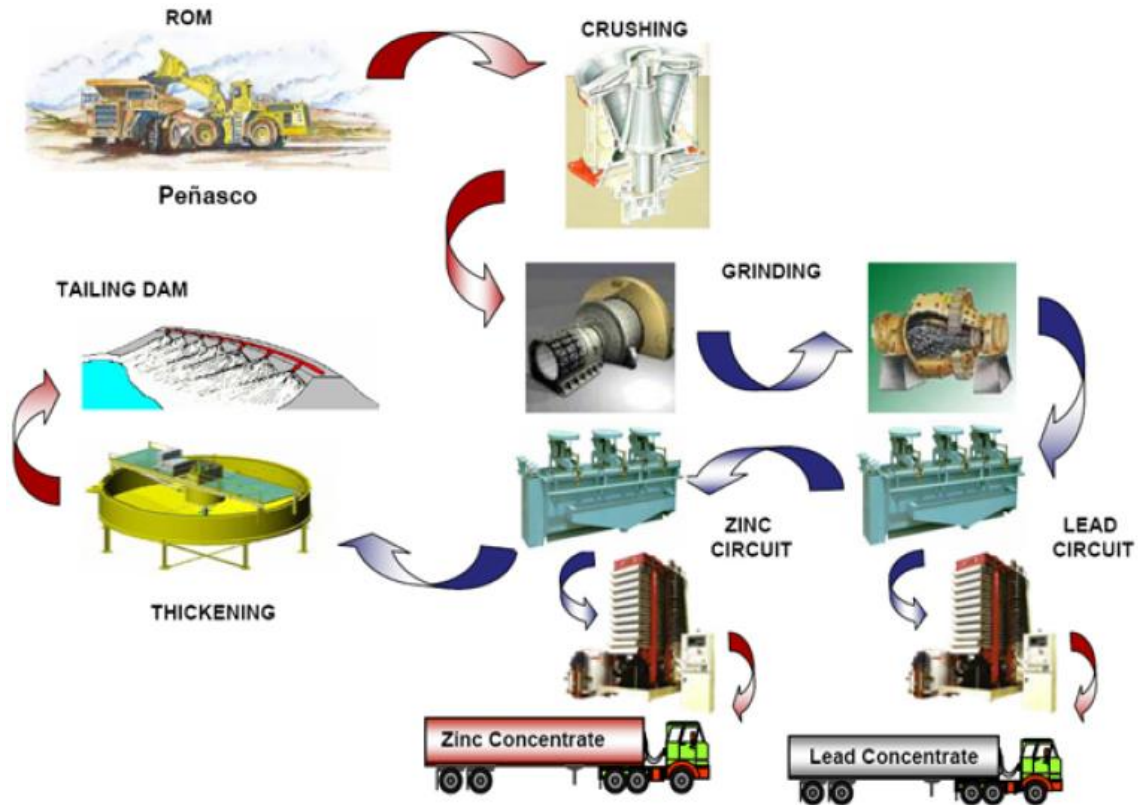 ROM
CRUSHING
Peñasco
GRINDING
TAILING DAM
ZINC
CIRCUIT
LEAD
CIRCUIT
THICKENING
Zinc Concentrate
Lead Concentrate